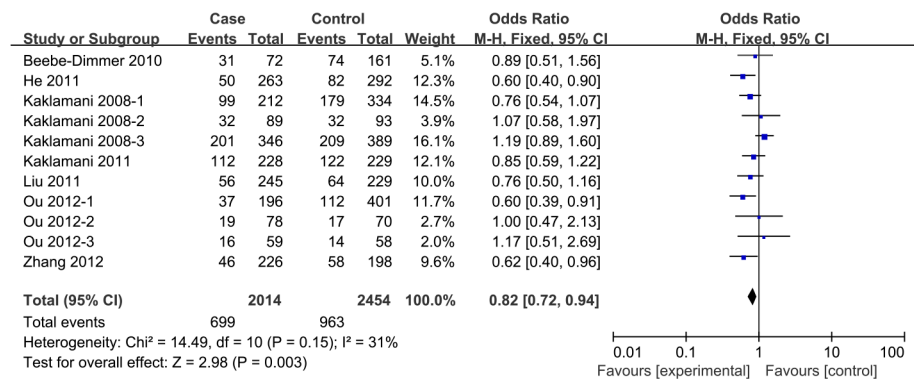 Case Control Odds Ratio Odds Ratio
Study or Subgroup Events Total Events Total Weight M-H, Fixed, 95% CI M-H, Fixed, 95% CI
Beebe-Dimmer 2010 31 72 74 161 5.1% 0.89 [0.51, 1.56]
He 2011 50 263 82 292 12.3% 0.60 [0.40, 0.90]
Kaklamani 2008-1 99 212 179 334 14.5% 0.76 [0.54, 1.07]
Kaklamani 2008-2 32 89 32 93 4.0% 1.07 [0.58, 1.97]
Kaklamani 2008-3 201 346 209 389 16.1% 1.19 [0.89, 1.60]
Kaklamani 2011 112 228 122 229 12.1% 0.85 [0.59, 1.22]
Liu 2011 56 245 64 229 10.0% 0.76 [0.50, 1.16]
Ou 2012-1 37 196 112 401 11.7% 0.60 [0.39, 0.91]
Ou 2012-2 19 78 17 70 2.7% 1.00 [0.47, 2.13]
Ou 2012-3 16 59 14 58 2.0% 1.17 [0.51, 2.69]
Zhang 2012 46 226 58 198 9.6% 0.62 [0.40, 0.96]
Total (95% CI) 2014 2454 100.0% 0.82 [0.72, 0.94]
Total events 699 963
Heterogeneity: Chi² = 14.49, df = 10 (P = 0.15); I² = 31%
Test for overall effect: Z = 2.98 (P = 0.003)
0.01 0.1 1 10 100
Favours [experimental] Favours [control]